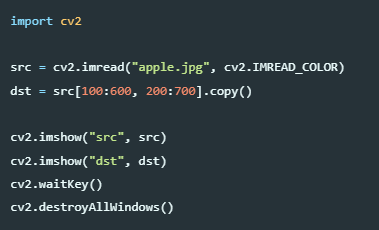 import cv2
src = cv2.imread("apple.jpg", cv2.IMREAD_COLOR)
dst = src[100:600, 200:700].copy()
cv2.imshow("src", src)
cv2.imshow("dst", dst)
cv2.waitKey()
cv2.destroyAllWindows()